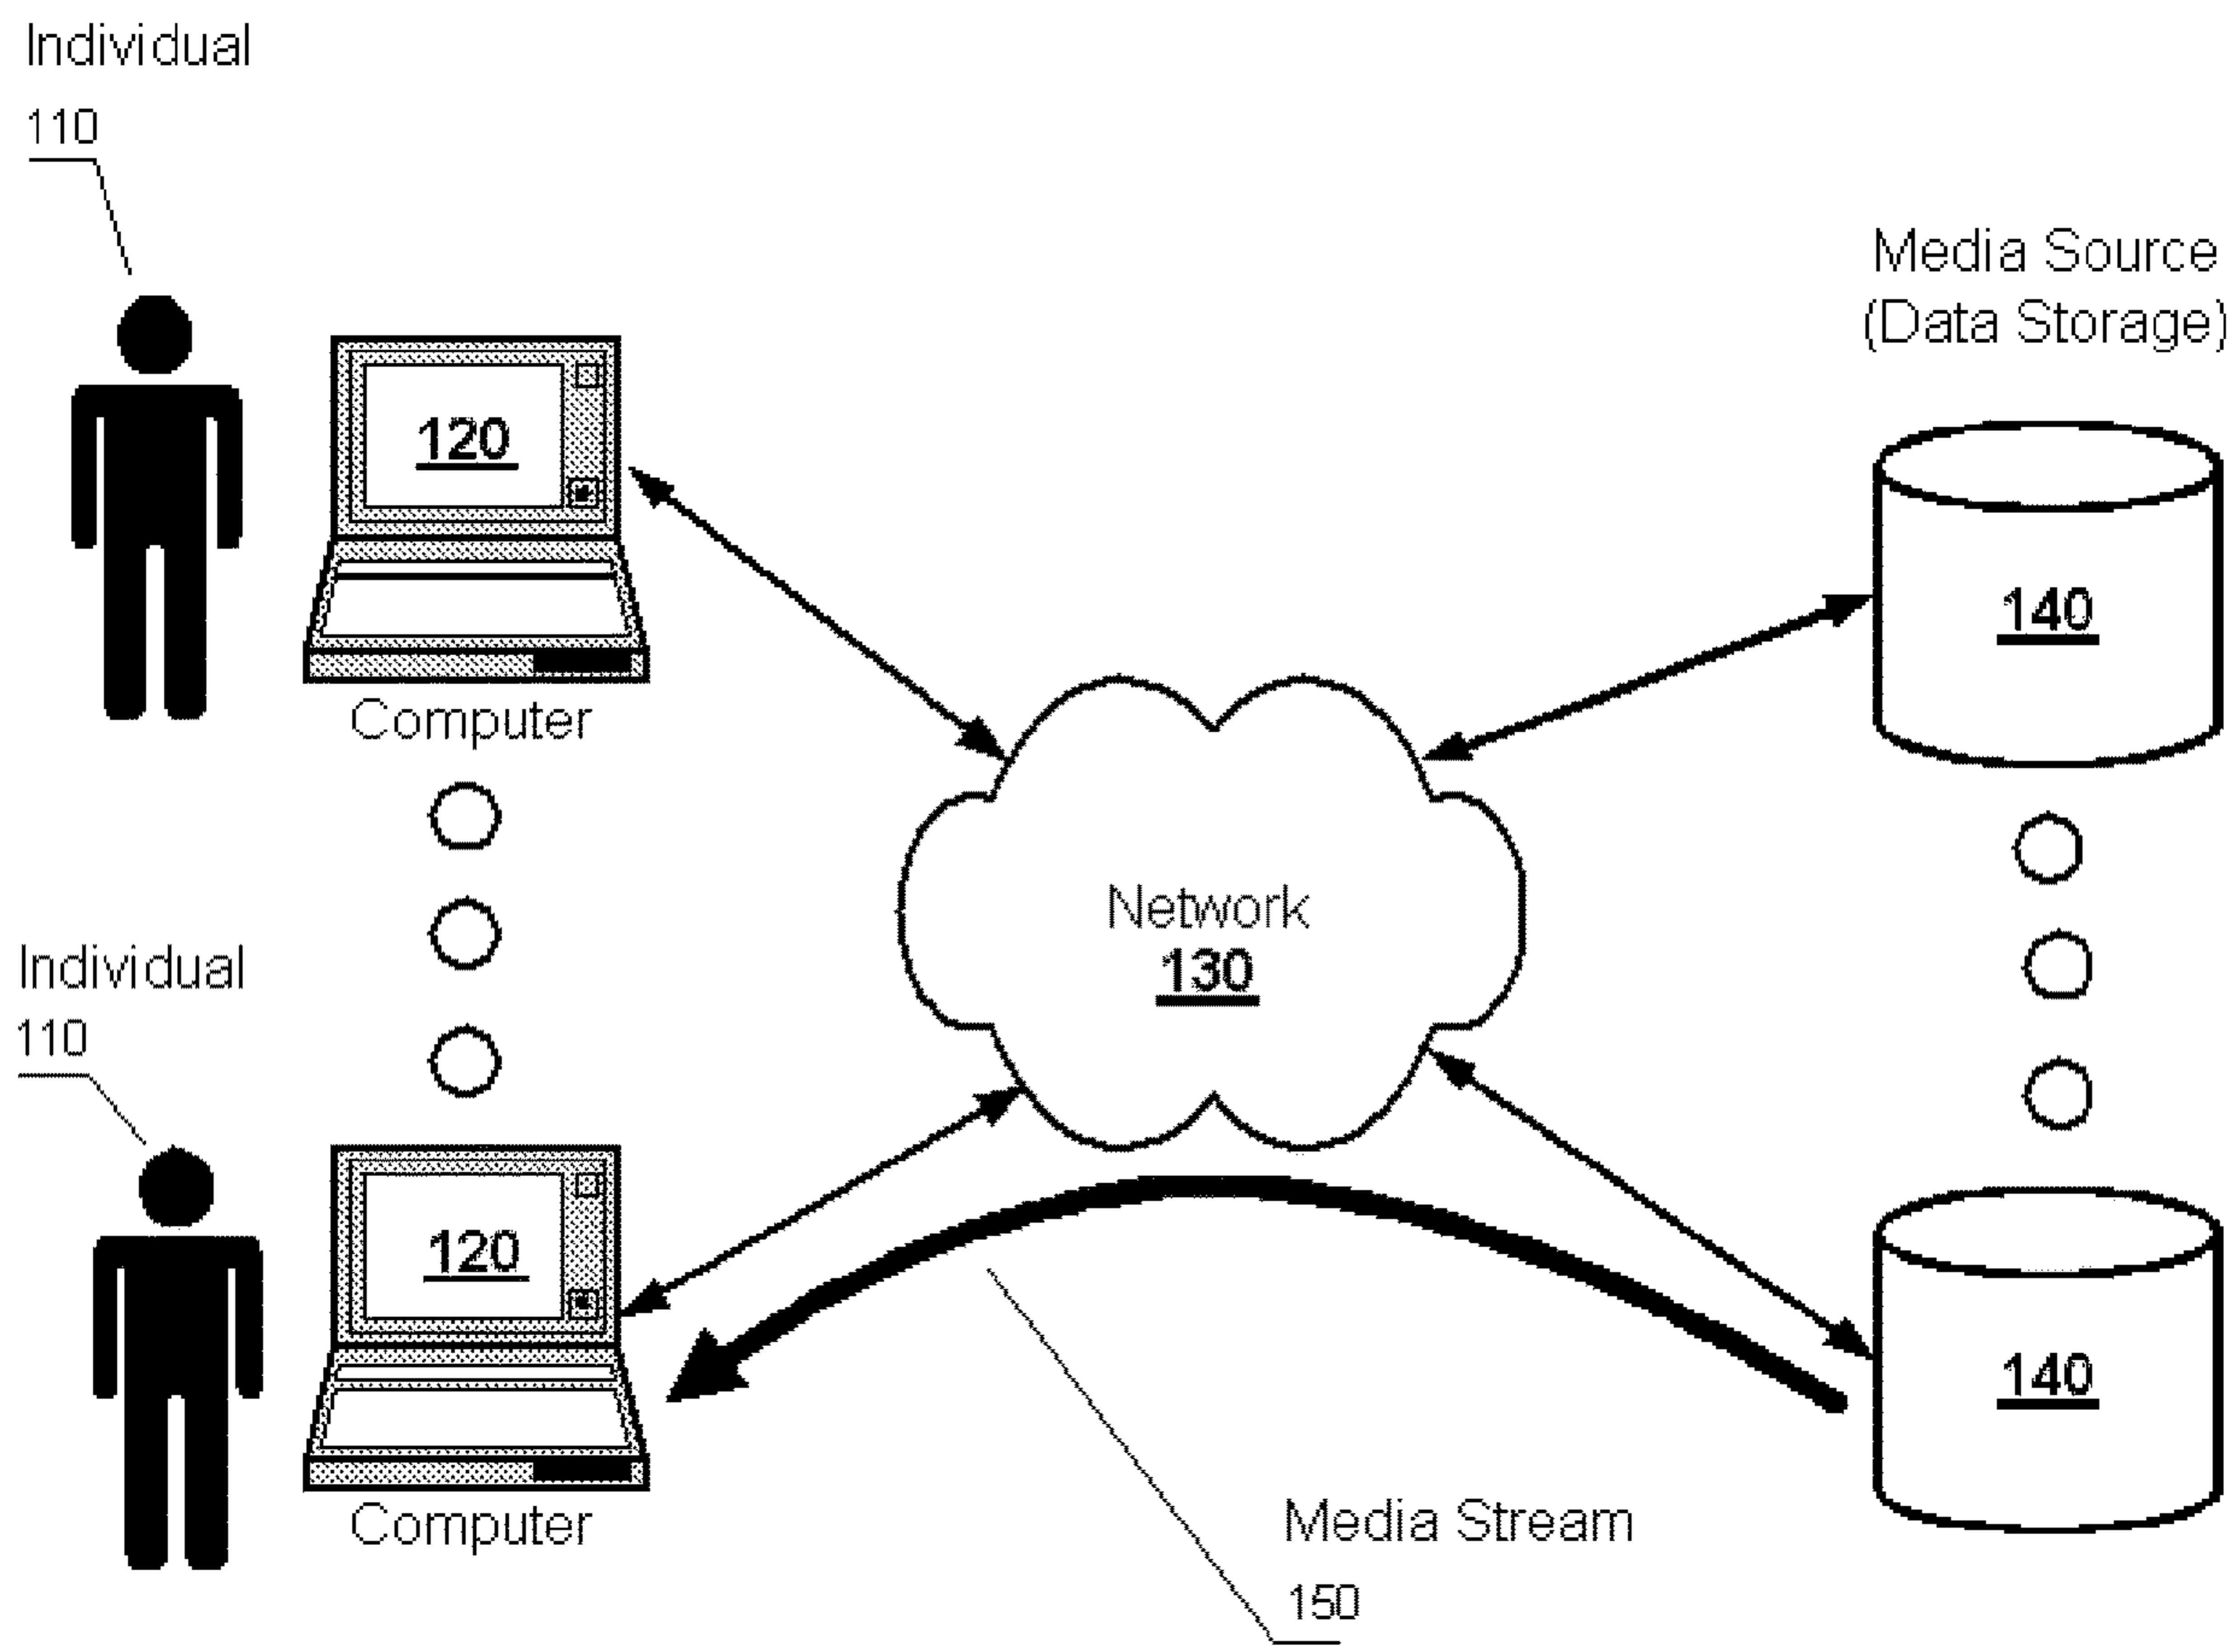 Individual
110
Media Source
(Data Storage)
120
140
Computer
Network
130
Individual
110
120
140
Computer
Media Stream
150